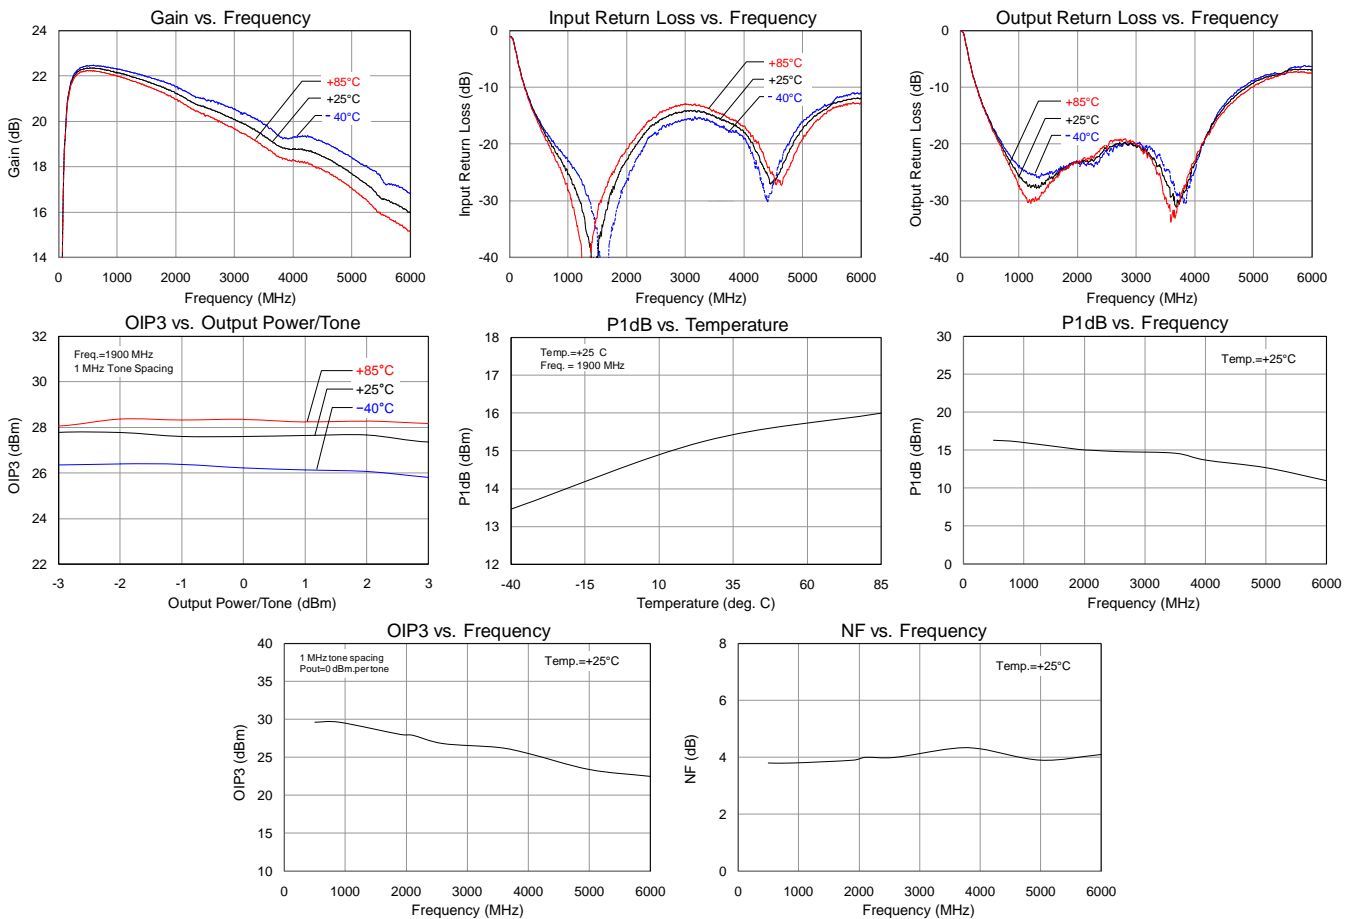 Gain vs. Frequency
24
22
20
18
16
14
Gain (dB)
+85°C
+25°C
- 40°C
0 1000 2000 3000 4000 5000 6000
Frequency (MHz)
Input Return Loss vs. Frequency
0
-10
-20
-30
-40
Input Return Loss (dB)
+85°C
+25°C
- 40°C
0 1000 2000 3000 4000 5000 6000
Frequency (MHz)
Output Return Loss vs. Frequency
0
-10
-20
-30
-40
Output Return Loss (dB)
+85°C
+25°C
-40°C
0 1000 2000 3000 4000 5000 6000
Frequency (MHz)
OIP3 vs. Output Power/Tone
32
30
28
26
24
22
OIP3 (dBm)
Freq.=1900 MHz
1 MHz Tone Spacing
+85°C
+25°C
−40°C
-3 -2 -1 0 1 2 3
Output Power/Tone (dBm)
P1dB vs. Temperature
18
17
16
15
14
13
12
P1dB (dBm)
Temp.=+25 C
Freq. = 1900 MHz
-40 -15 10 35 60 85
Temperature (deg. C)
P1dB vs. Frequency
30
25
20
15
10
5
0
P1dB (dBm)
Temp.=+25°C
0 1000 2000 3000 4000 5000 6000
Frequency (MHz)
OIP3 vs. Frequency
40
35
30
25
20
15
10
OIP3 (dBm)
1 MHz tone spacing
Pout=0 dBm.per tone
Temp.=+25°C
0 1000 2000 3000 4000 5000 6000
Frequency (MHz)
NF vs. Frequency
8
6
4
2
0
NF (dB)
Temp.=+25°C
0 1000 2000 3000 4000 5000 6000
Frequency (MHz)